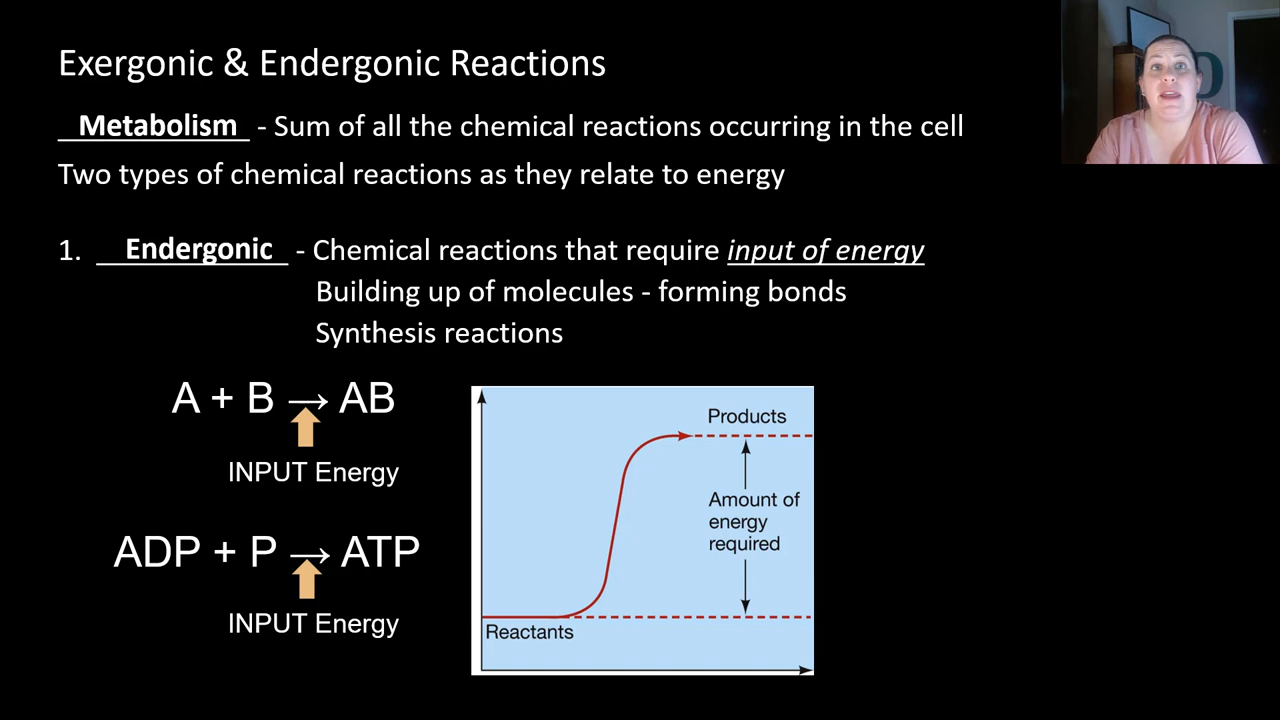 Exergonic & Endergonic Reactions
Metabolism - Sum of all the chemical reactions occurring in the cell
Two types of chemical reactions as they relate to energy
1. Endergonic - Chemical reactions that require input of energy
Building up of molecules - forming bonds
Synthesis reactions
A + B → AB
INPUT Energy
ADP + P → ATP
INPUT Energy
Products
Amount of
energy
required
Reactants